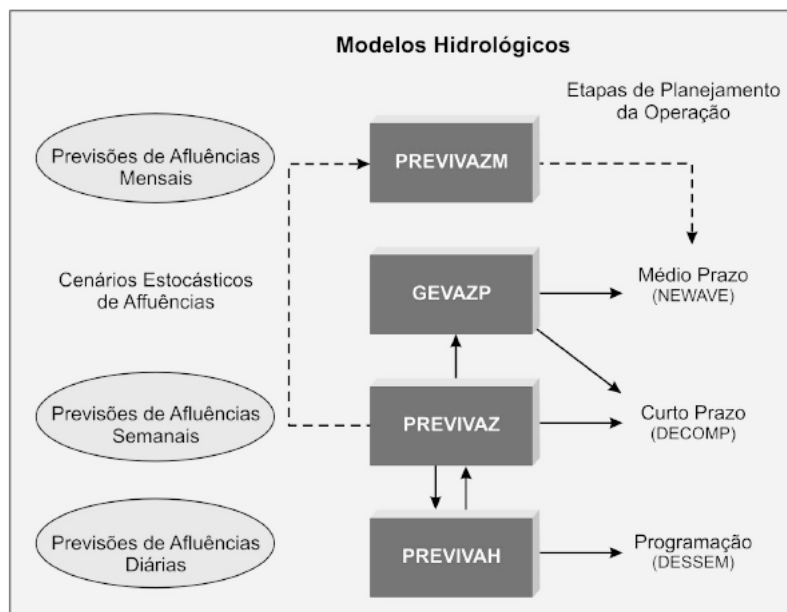 Modelos Hidrológicos
Etapas de Planejamento
da Operação
Previsões de Afluências
Mensais
PREVIVAZM
Cenários Estocásticos
de Affuências
GEVAZP
Médio Prazo
(NEWAVE)
Previsões de Afluências
Semanais
PREVIVAZ
Curto Prazo
(DECOMP)
Previsões de Afluências
Diárias
PREVIVAH
Programação
(DESSEM)